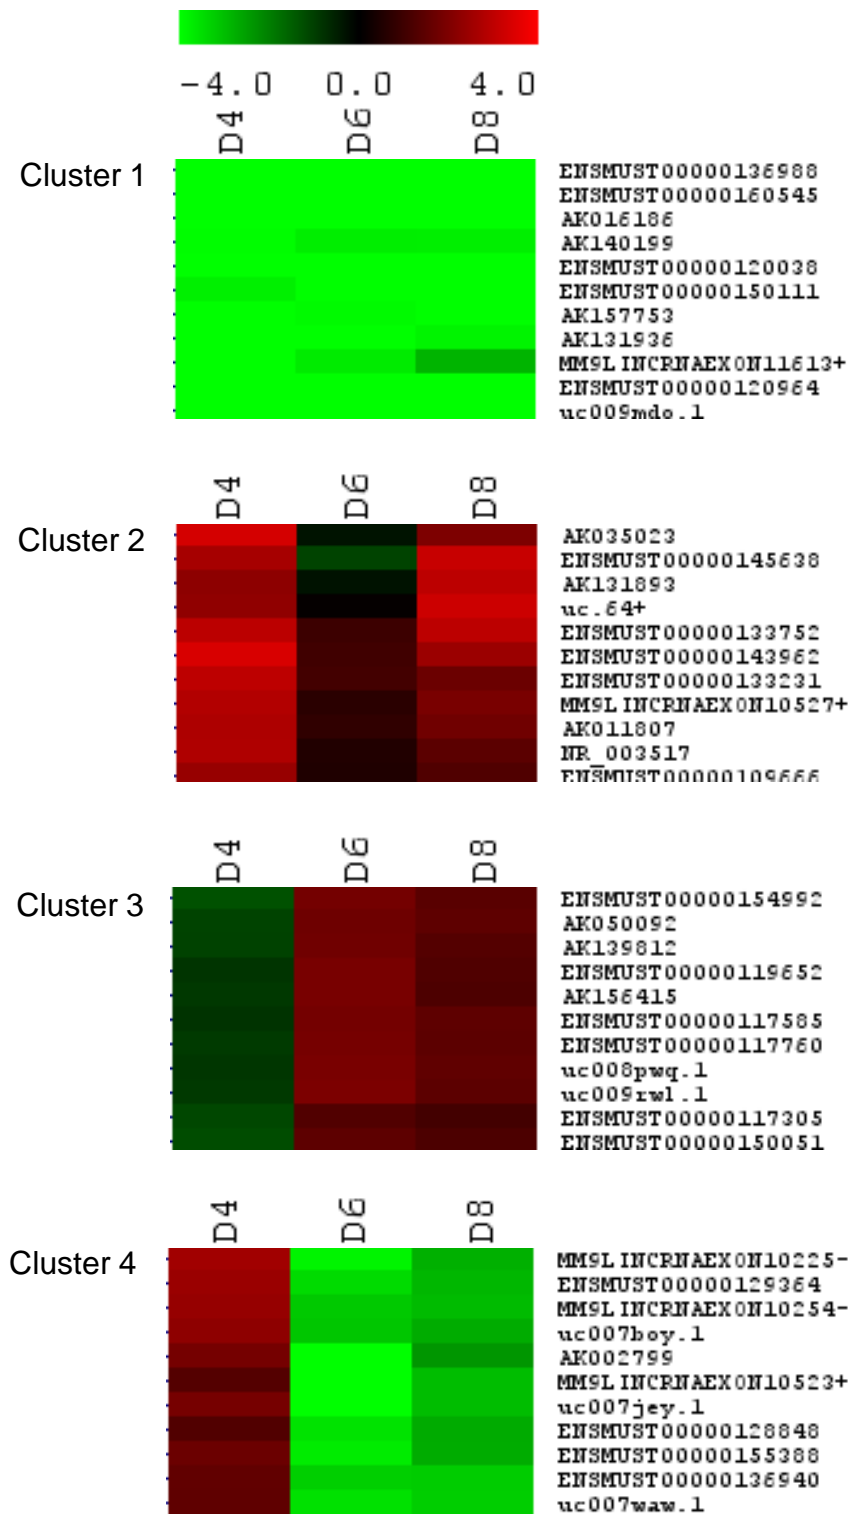 -4.0 0.0 4.0
D4 D6 D8
Cluster 1
ENSMUST00000136988
ENSMUST00000160545
AK016186
AK140199
ENSMUST00000120038
ENSMUST00000150111
AK157753
AK131936
MM9LINCRNAEXON11613+
ENSMUST00000120964
uc009mdo.1
D4 D6 D8
Cluster 2
AK035023
ENSMUST00000145638
AK131893
uc.64+
ENSMUST00000133752
ENSMUST00000143962
ENSMUST00000133231
MM9LINCRNAEXON10527+
AK011807
NR_003517
ENSMUST00000109666
D4 D6 D8
Cluster 3
ENSMUST00000154992
AK050092
AK139812
ENSMUST00000119652
AK156415
ENSMUST00000117585
ENSMUST00000117760
uc008pwq.1
uc009rwl.1
ENSMUST00000117305
ENSMUST00000150051
D4 D6 D8
Cluster 4
MM9LINCRNAEXON10225-
ENSMUST00000129364
MM9LINCRNAEXON10254-
uc007boy.1
AK002799
MM9LINCRNAEXON10523+
uc007jey.1
ENSMUST00000128848
ENSMUST00000155388
ENSMUST00000136940
uc007waw.1